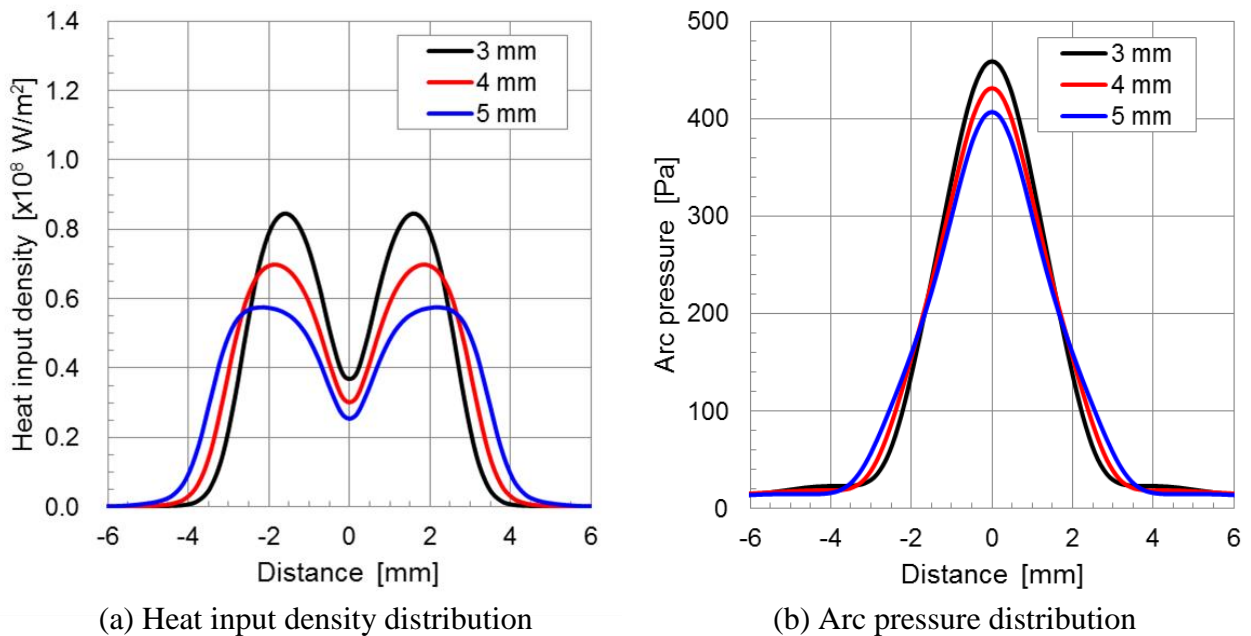 Heat input density [x10⁸ W/m²]
1.4
1.2
1.0
0.8
0.6
0.4
0.2
0.0
3 mm
4 mm
5 mm
-6 -4 -2 0 2 4 6
Distance [mm]
(a) Heat input density distribution
Arc pressure [Pa]
500
400
300
200
100
0
3 mm
4 mm
5 mm
-6 -4 -2 0 2 4 6
Distance [mm]
(b) Arc pressure distribution